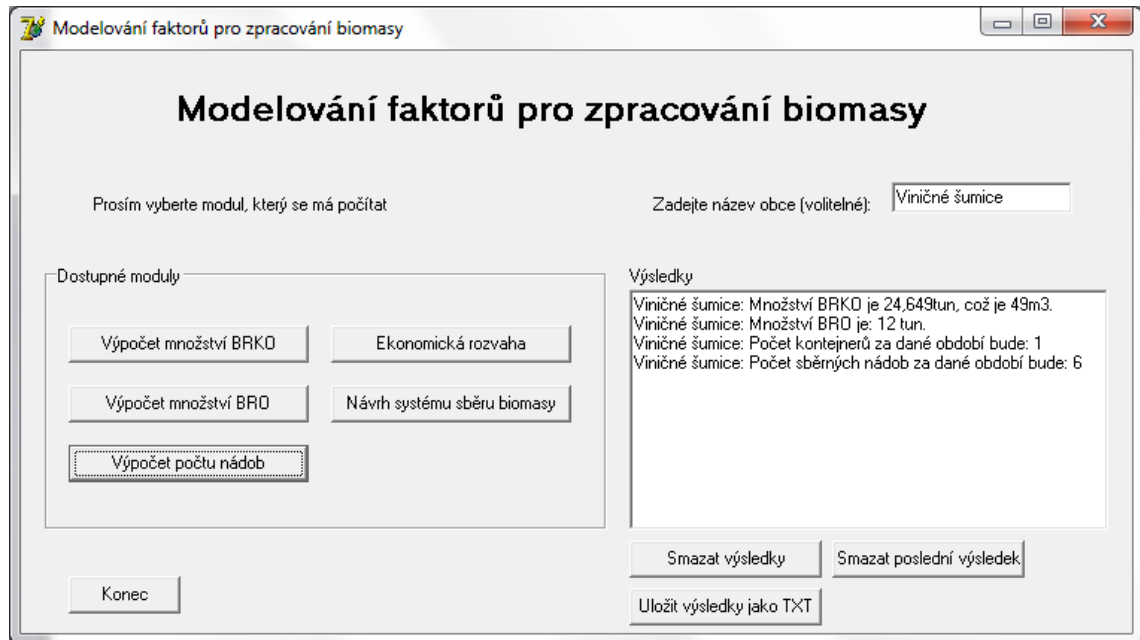 Modelování faktorů pro zpracování biomasy
Modelování faktorů pro zpracování biomasy
Prosím vyberte modul, který se má počítat
Zadejte název obce (volitelné): Viničné šumice
Dostupné moduly
Výpočet množství BRKO
Ekonomická rozvaha
Výpočet množství BRO
Návrh systému sběru biomasy
Výpočet počtu nádob
Výsledky
Viničné šumice: Množství BRKO je 24,649tun, což je 49m3.
Viničné šumice: Množství BRO je: 12 tun.
Viničné šumice: Počet kontejnerů za dané období bude: 1
Viničné šumice: Počet sběrných nádob za dané období bude: 6
Smazat výsledky
Smazat poslední výsledek
Uložit výsledky jako TXT
Konec